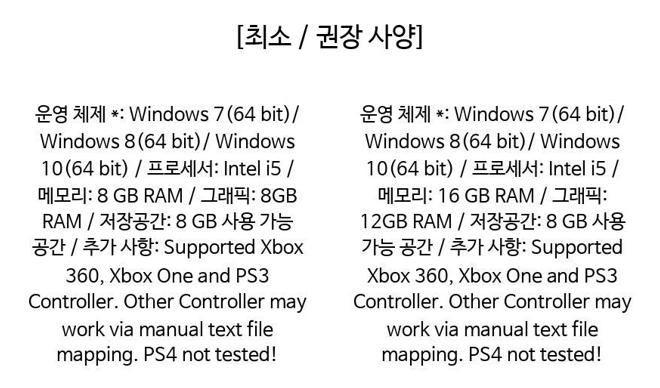 [최소 / 권장 사양]
운영 체제 *: Windows 7(64 bit)/
Windows 8(64 bit)/ Windows
10(64 bit) / 프로세서: Intel i5 /
메모리: 8 GB RAM / 그래픽: 8GB
RAM / 저장공간: 8 GB 사용 가능
공간 / 추가 사항: Supported Xbox
360, Xbox One and PS3
Controller. Other Controller may
work via manual text file
mapping. PS4 not tested!
운영 체제 *: Windows 7(64 bit)/
Windows 8(64 bit)/ Windows
10(64 bit) / 프로세서: Intel i5 /
메모리: 16 GB RAM / 그래픽:
12GB RAM / 저장공간: 8 GB 사용
가능 공간 / 추가 사항: Supported
Xbox 360, Xbox One and PS3
Controller. Other Controller may
work via manual text file
mapping. PS4 not tested!